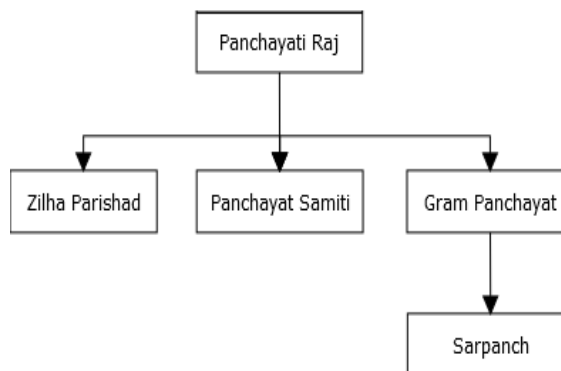 Panchayati Raj
Zilha Parishad
Panchayat Samiti
Gram Panchayat
Sarpanch